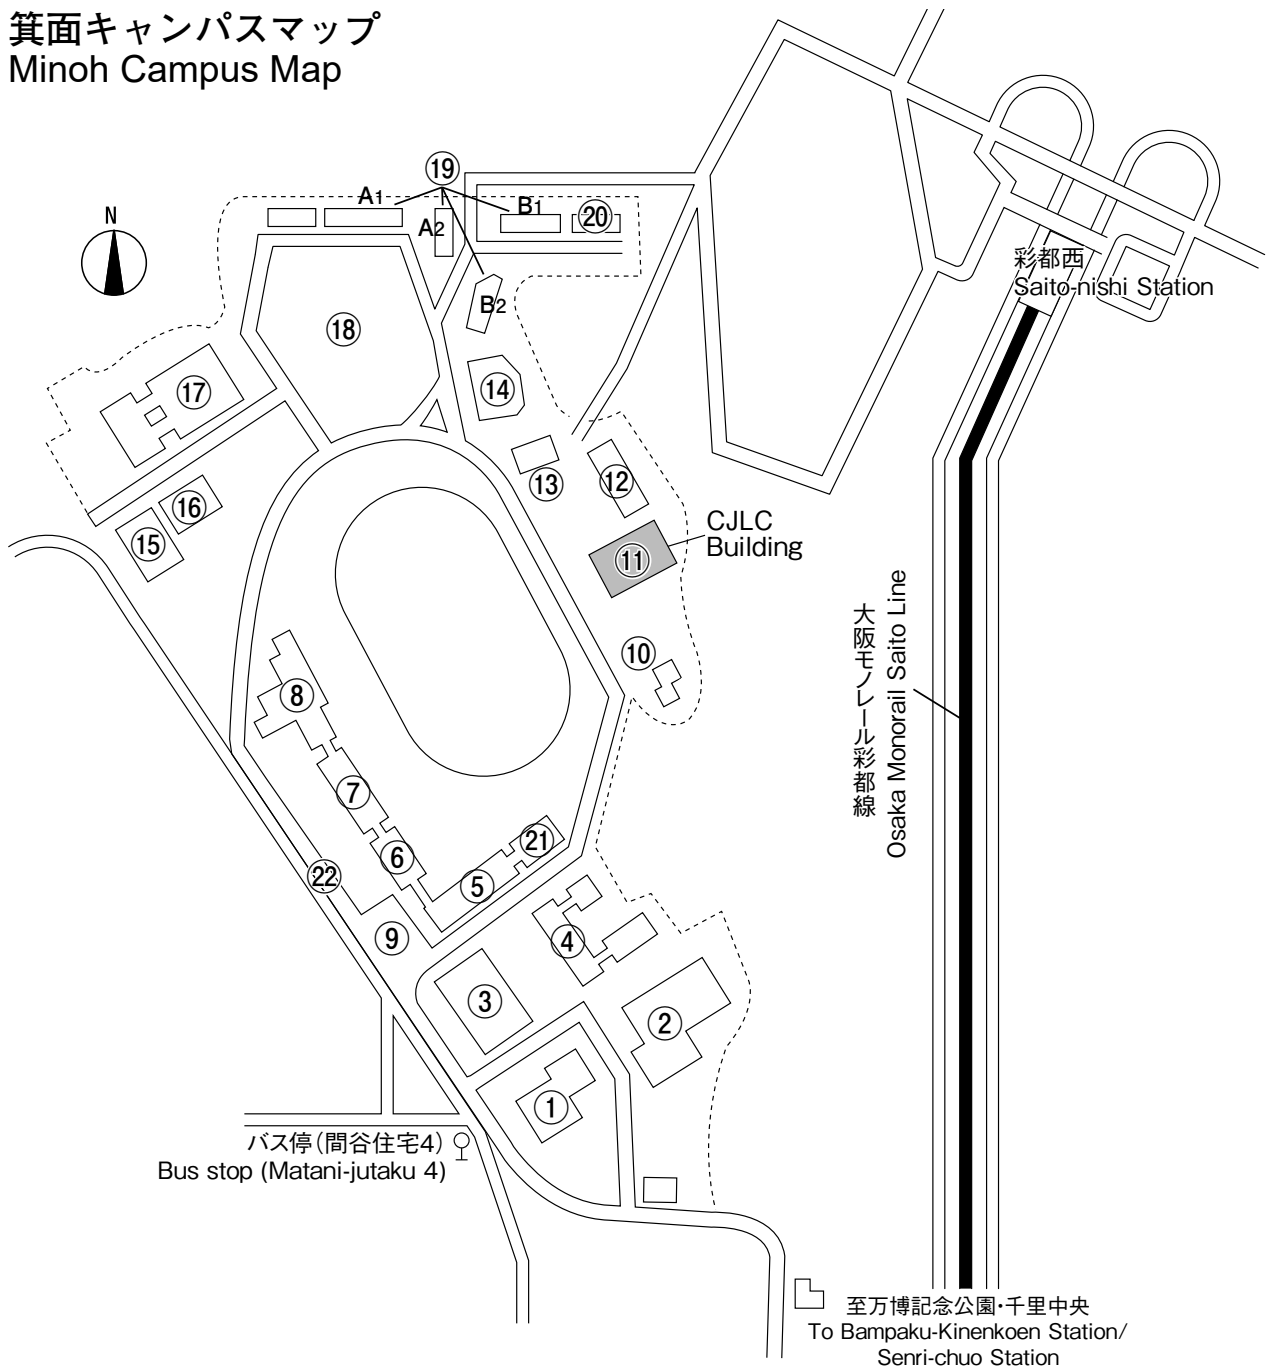 箕面キャンパスマップ
Minoh Campus Map
N
⑲
A1
A2
B1
⑳
B2
彩都西
Saito-nishi Station
⑱
⑰
⑭
⑬
⑫
⑯
⑮
CJLC
Building
⑪
⑩
大阪モノレール彩都線
Osaka Monorail Saito Line
⑧
⑦
⑥
㉑
⑤
㉒
⑨
④
③
②
①
バス停（間谷住宅4）
Bus stop (Matani-jutaku 4)
至万博記念公園・千里中央
To Bampaku-Kinenkoen Station/
Senri-chuo Station